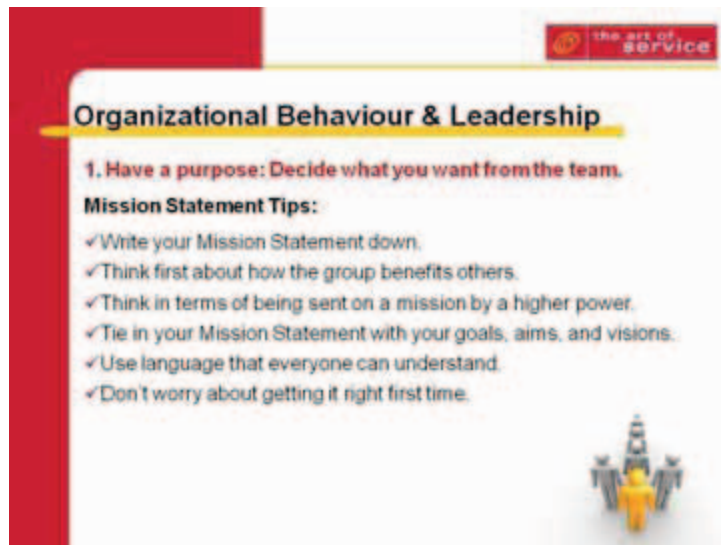 the art of
service
Organizational Behaviour & Leadership
1. Have a purpose: Decide what you want from the team.
Mission Statement Tips:
✓Write your Mission Statement down.
✓Think first about how the group benefits others.
✓Think in terms of being sent on a mission by a higher power.
✓Tie in your Mission Statement with your goals, aims, and visions.
✓Use language that everyone can understand.
✓Don't worry about getting it right first time.